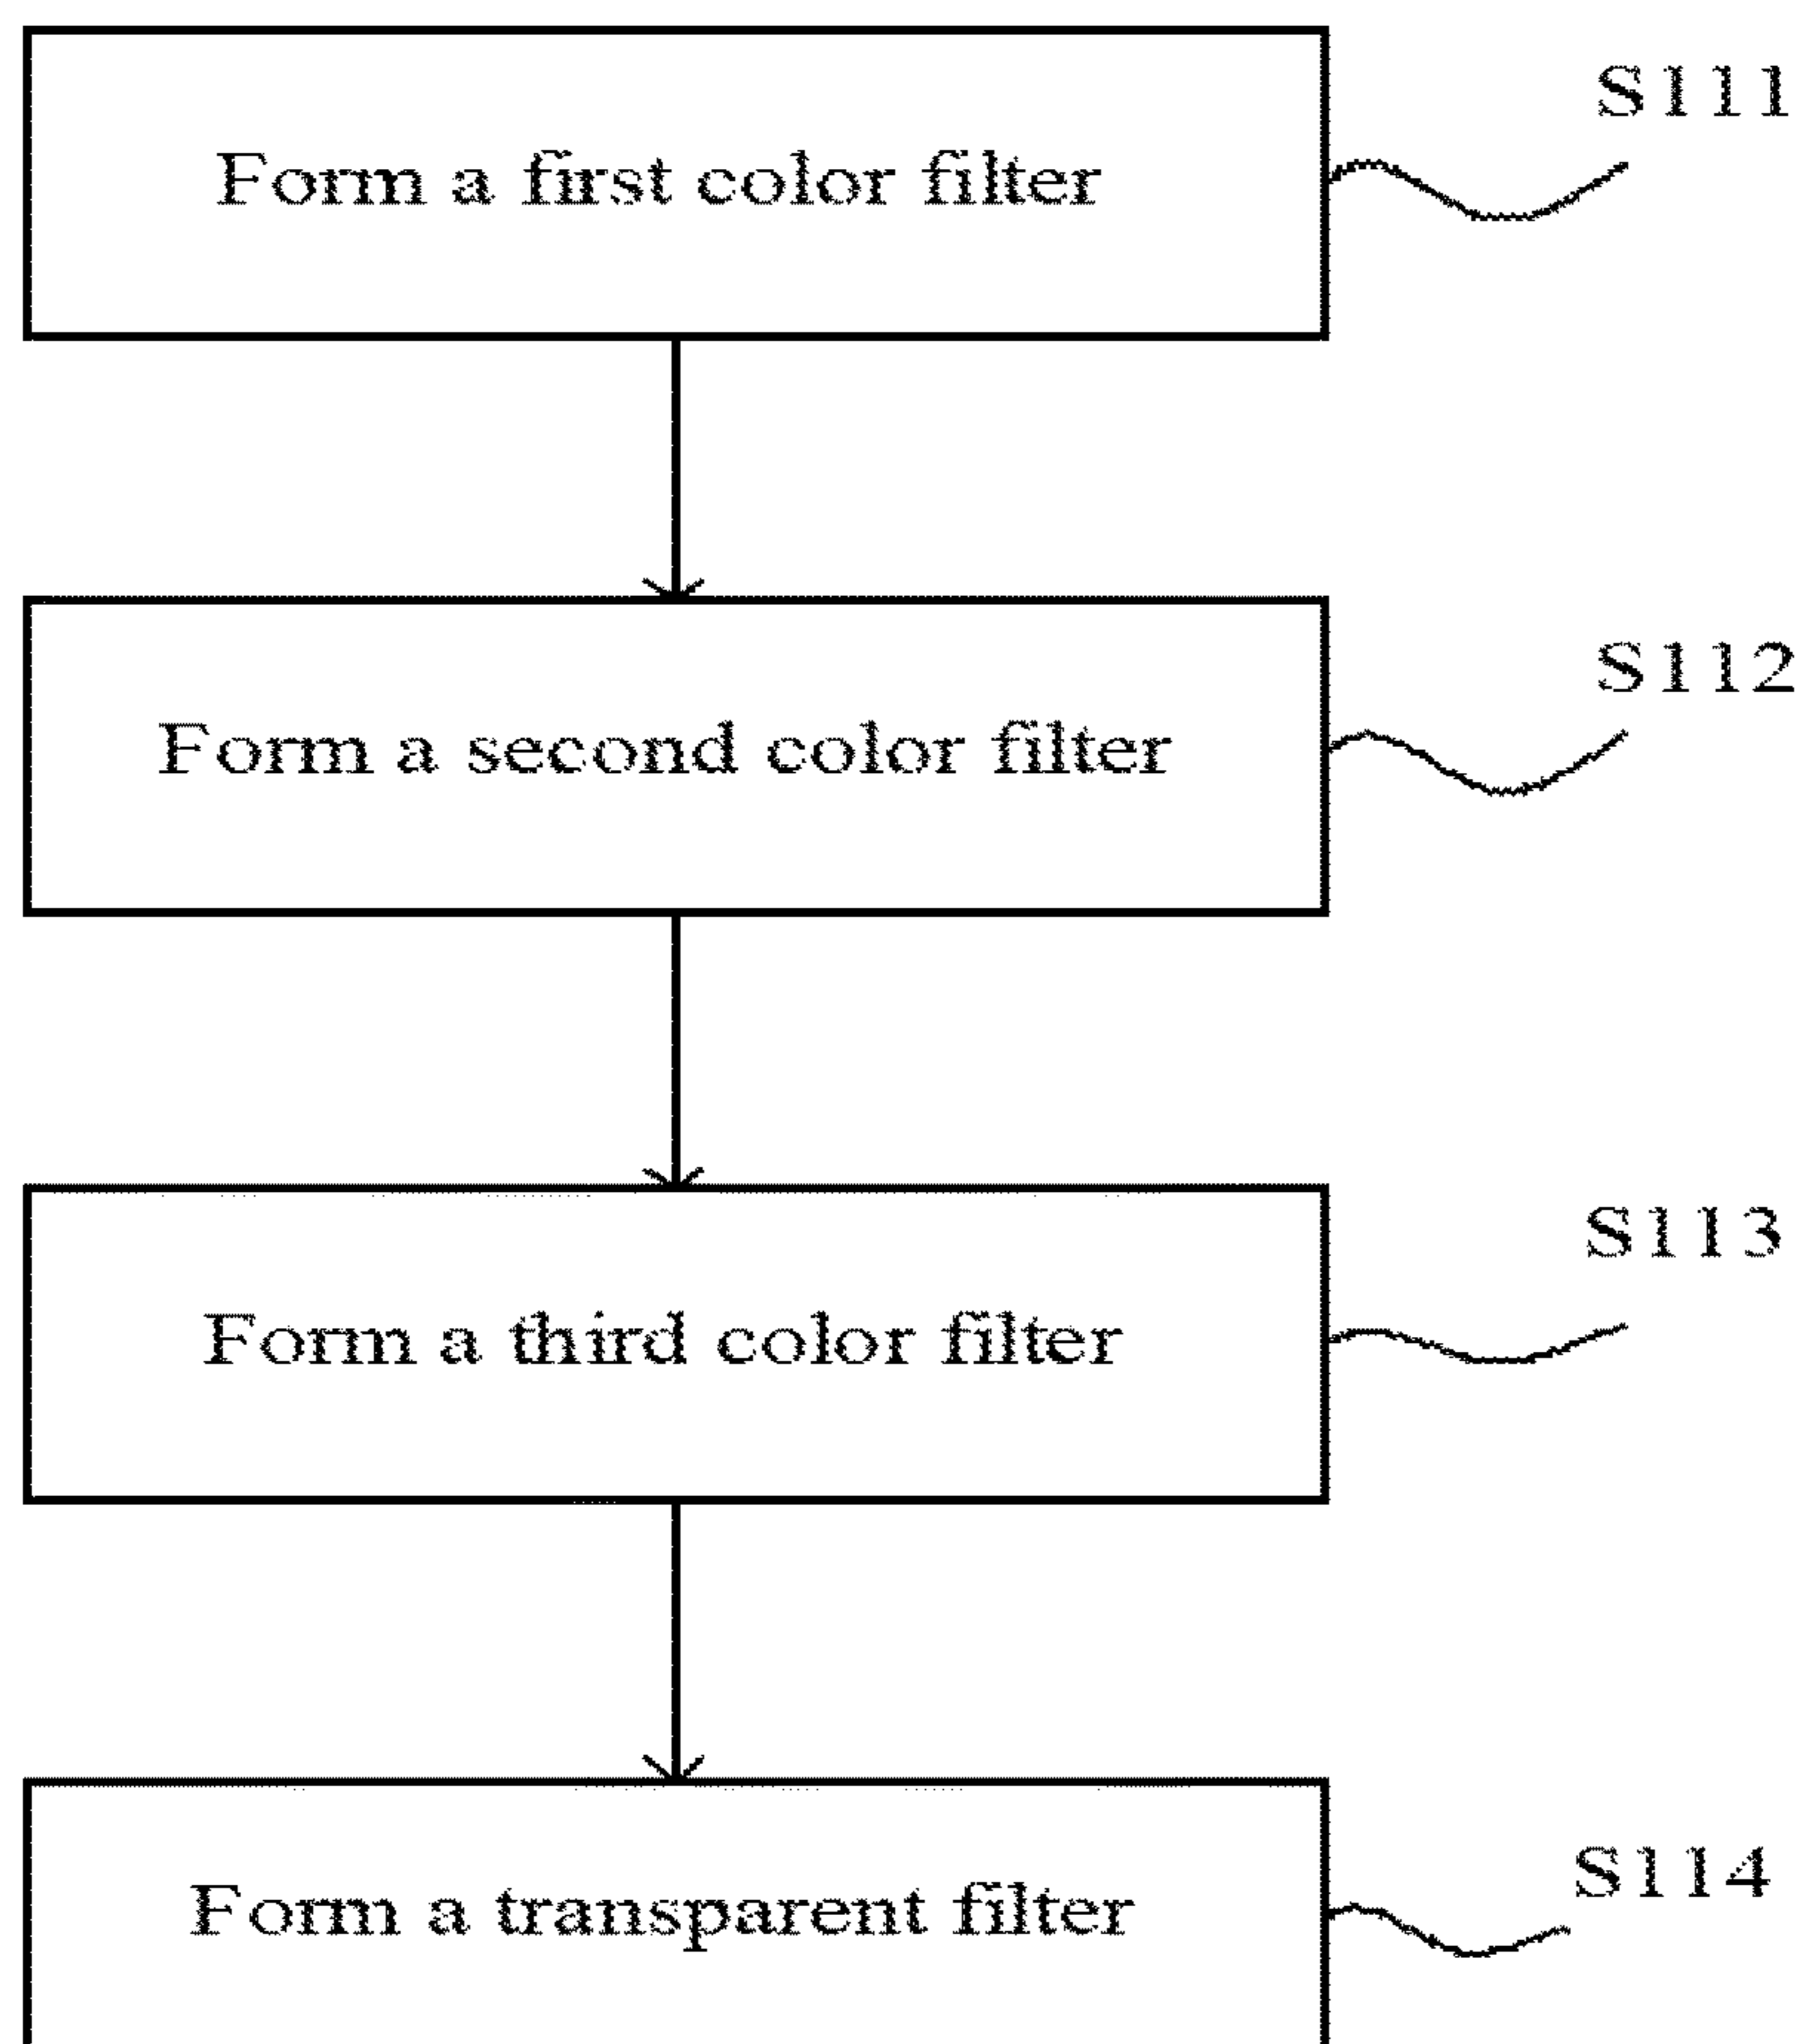 S111
Form a first color filter
S112
Form a second color filter
S113
Form a third color filter
S114
Form a transparent filter